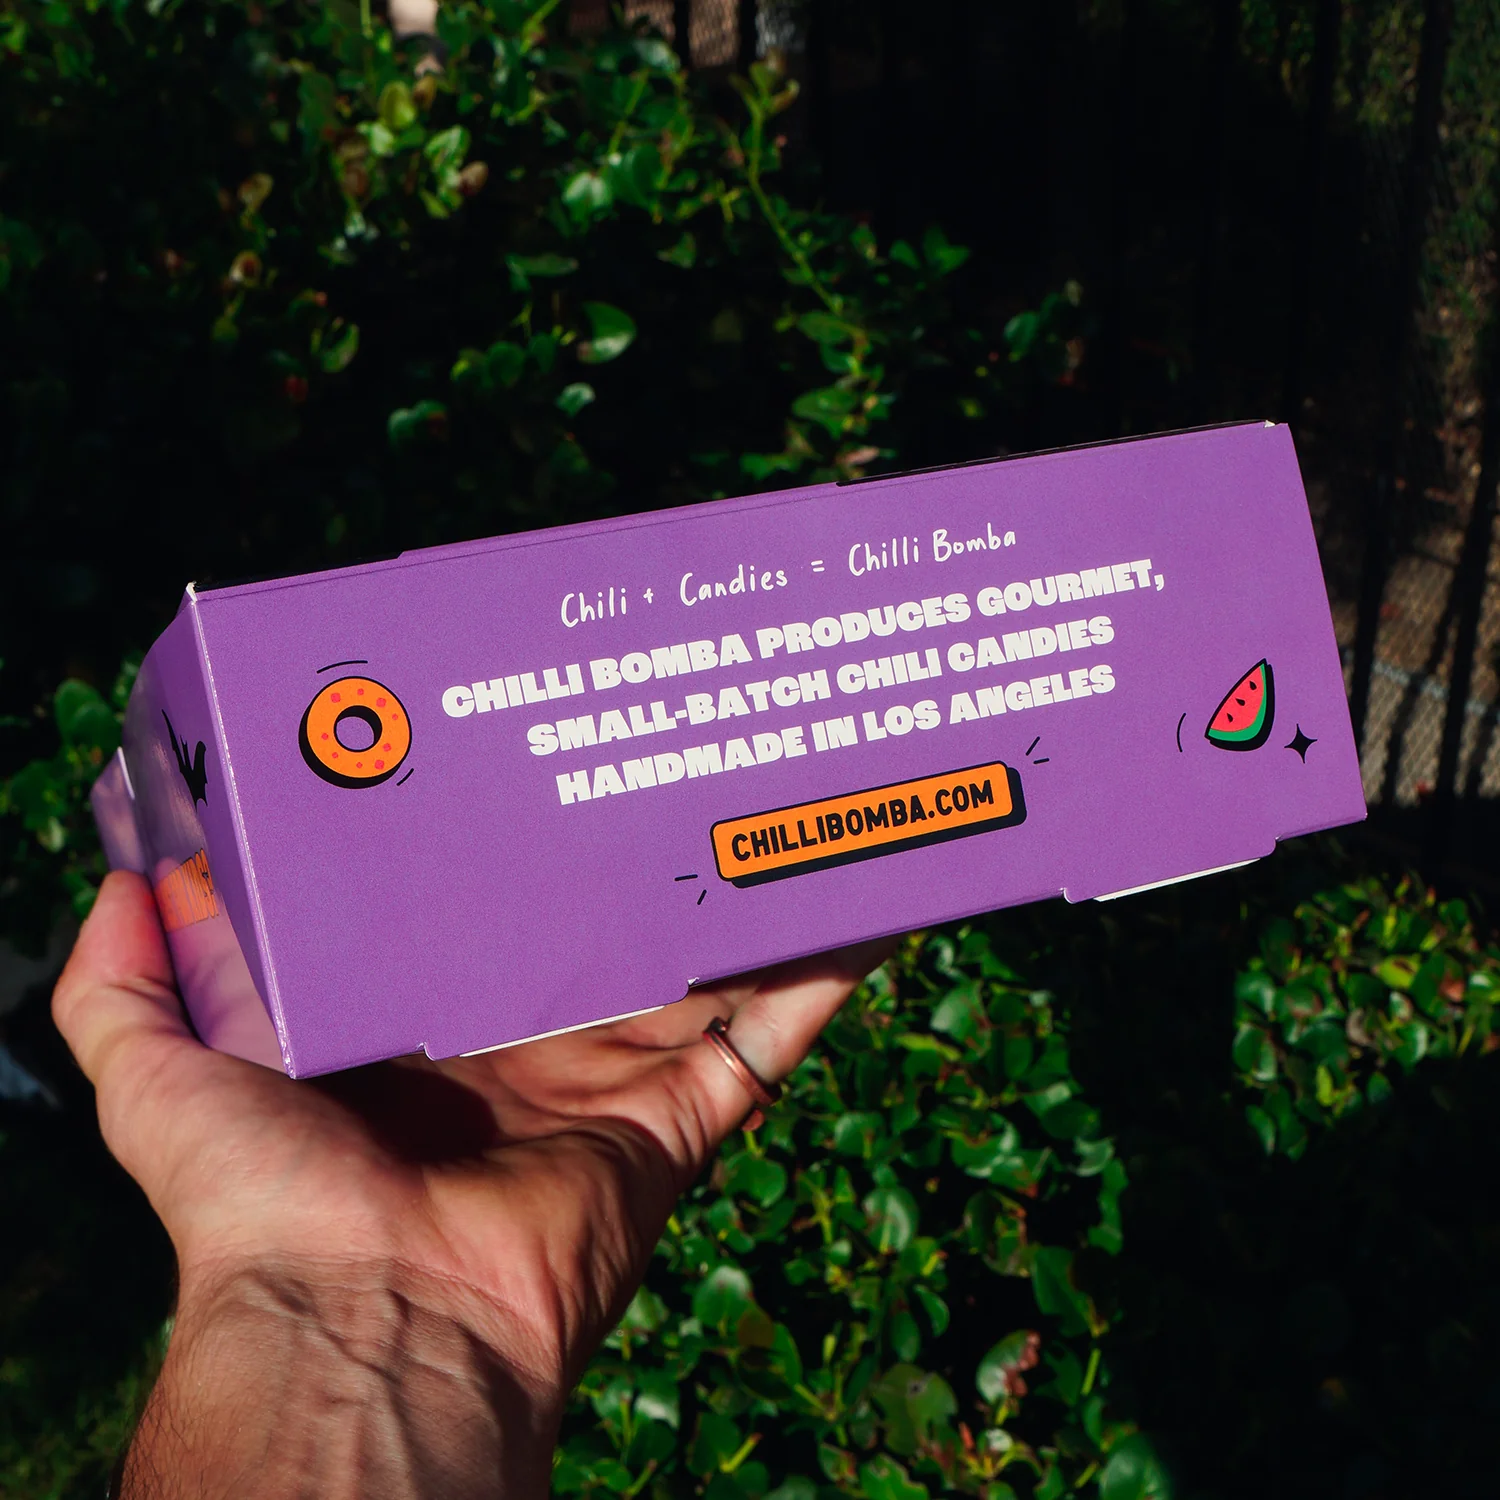 Chili + Candies = Chilli Bomba
CHILLI BOMBA PRODUCES GOURMET,
SMALL-BATCH CHILI CANDIES
HANDMADE IN LOS ANGELES
CHILLIBOMBA.COM